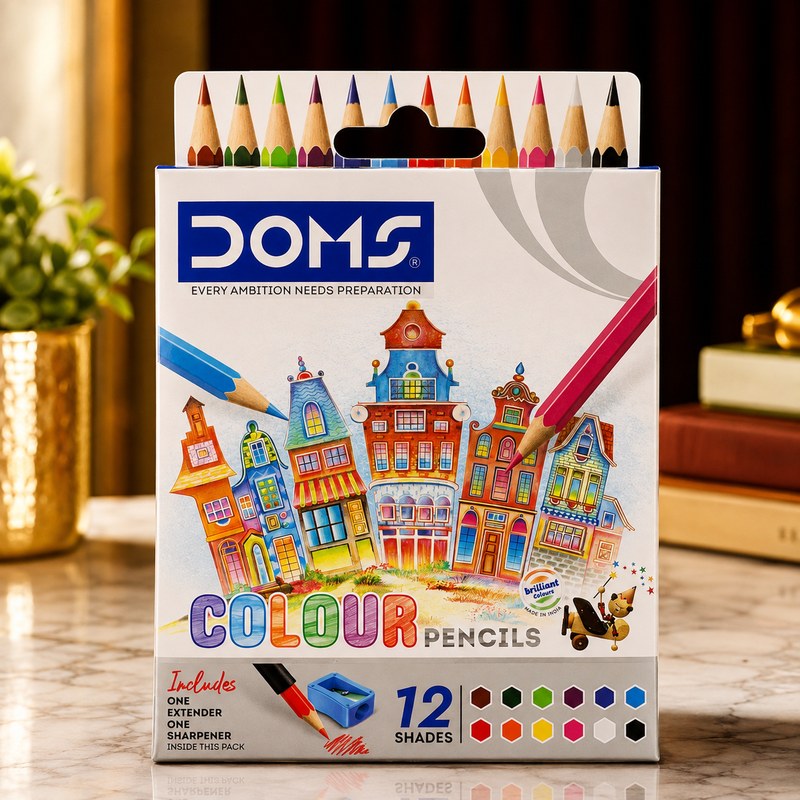 DOMS®
EVERY AMBITION NEEDS PREPARATION
Brilliant
Colours
MADE IN INDIA
COLOUR PENCILS
Includes
ONE
EXTENDER
ONE
SHARPENER
INSIDE THIS PACK
12
SHADES